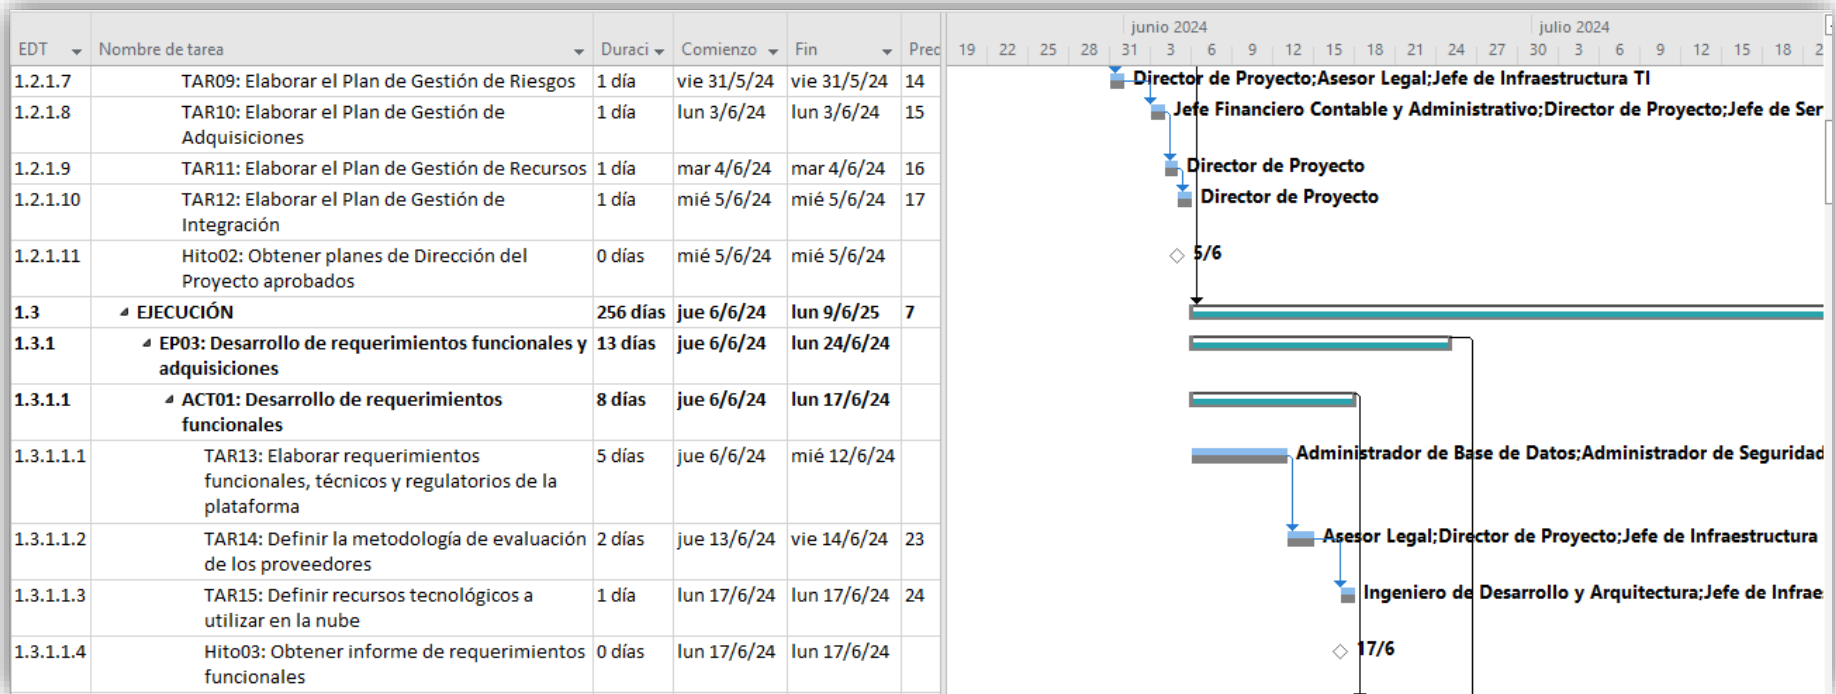 junio 2024 julio 2024
EDT Nombre de tarea Duraci Comienzo Fin Pred 19 22 25 28 31 3 6 9 12 15 18 21 24 27 30 3 6 9 12 15 18 2
1.2.1.7 TAR09: Elaborar el Plan de Gestión de Riesgos 1 día vie 31/5/24 vie 31/5/24 14 Director de Proyecto;Asesor Legal;Jefe de Infraestructura TI
1.2.1.8 TAR10: Elaborar el Plan de Gestión de 1 día lun 3/6/24 lun 3/6/24 15 Jefe Financiero Contable y Administrativo;Director de Proyecto;Jefe de Ser
Adquisiciones
1.2.1.9 TAR11: Elaborar el Plan de Gestión de Recursos 1 día mar 4/6/24 mar 4/6/24 16 Director de Proyecto
1.2.1.10 TAR12: Elaborar el Plan de Gestión de 1 día mié 5/6/24 mié 5/6/24 17 Director de Proyecto
Integración
1.2.1.11 Hito02: Obtener planes de Dirección del 0 días mié 5/6/24 mié 5/6/24 5/6
Proyecto aprobados
1.3 EJECUCIÓN 256 días jue 6/6/24 lun 9/6/25 7
1.3.1 EP03: Desarrollo de requerimientos funcionales y 13 días jue 6/6/24 lun 24/6/24
adquisiciones
1.3.1.1 ACT01: Desarrollo de requerimientos 8 días jue 6/6/24 lun 17/6/24
funcionales
1.3.1.1.1 TAR13: Elaborar requerimientos 5 días jue 6/6/24 mié 12/6/24 Administrador de Base de Datos;Administrador de Seguridad
funcionales, técnicos y regulatorios de la
plataforma
1.3.1.1.2 TAR14: Definir la metodología de evaluación 2 días jue 13/6/24 vie 14/6/24 23 Asesor Legal;Director de Proyecto;Jefe de Infraestructura
de los proveedores
1.3.1.1.3 TAR15: Definir recursos tecnológicos a 1 día lun 17/6/24 lun 17/6/24 24 Ingeniero de Desarrollo y Arquitectura;Jefe de Infrae
utilizar en la nube
1.3.1.1.4 Hito03: Obtener informe de requerimientos 0 días lun 17/6/24 lun 17/6/24 17/6
funcionales